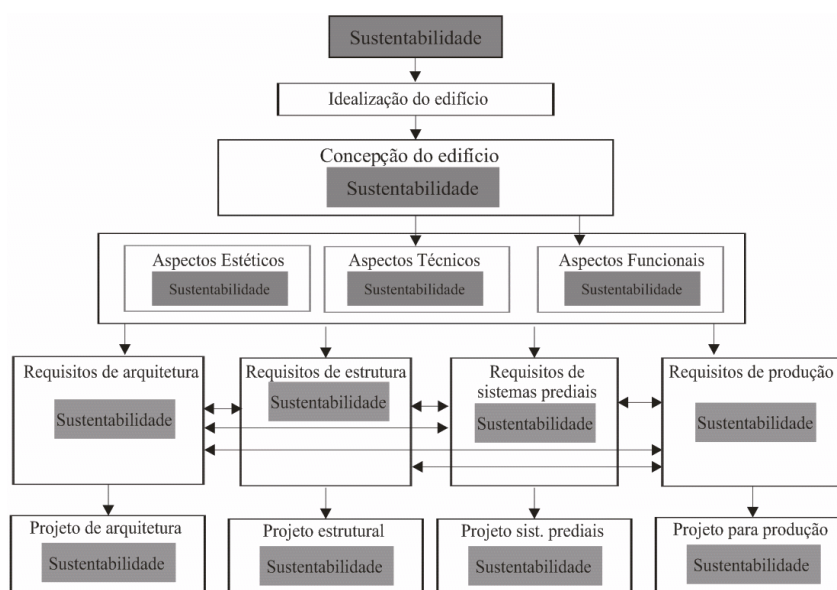 Sustentabilidade
Idealização do edifício
Concepção do edifício
Sustentabilidade
Aspectos Estéticos
Sustentabilidade
Aspectos Técnicos
Sustentabilidade
Aspectos Funcionais
Sustentabilidade
Requisitos de arquitetura
Sustentabilidade
Requisitos de estrutura
Sustentabilidade
Requisitos de
sistemas prediais
Sustentabilidade
Requisitos de produção
Sustentabilidade
Projeto de arquitetura
Sustentabilidade
Projeto estrutural
Sustentabilidade
Projeto sist. prediais
Sustentabilidade
Projeto para produção
Sustentabilidade